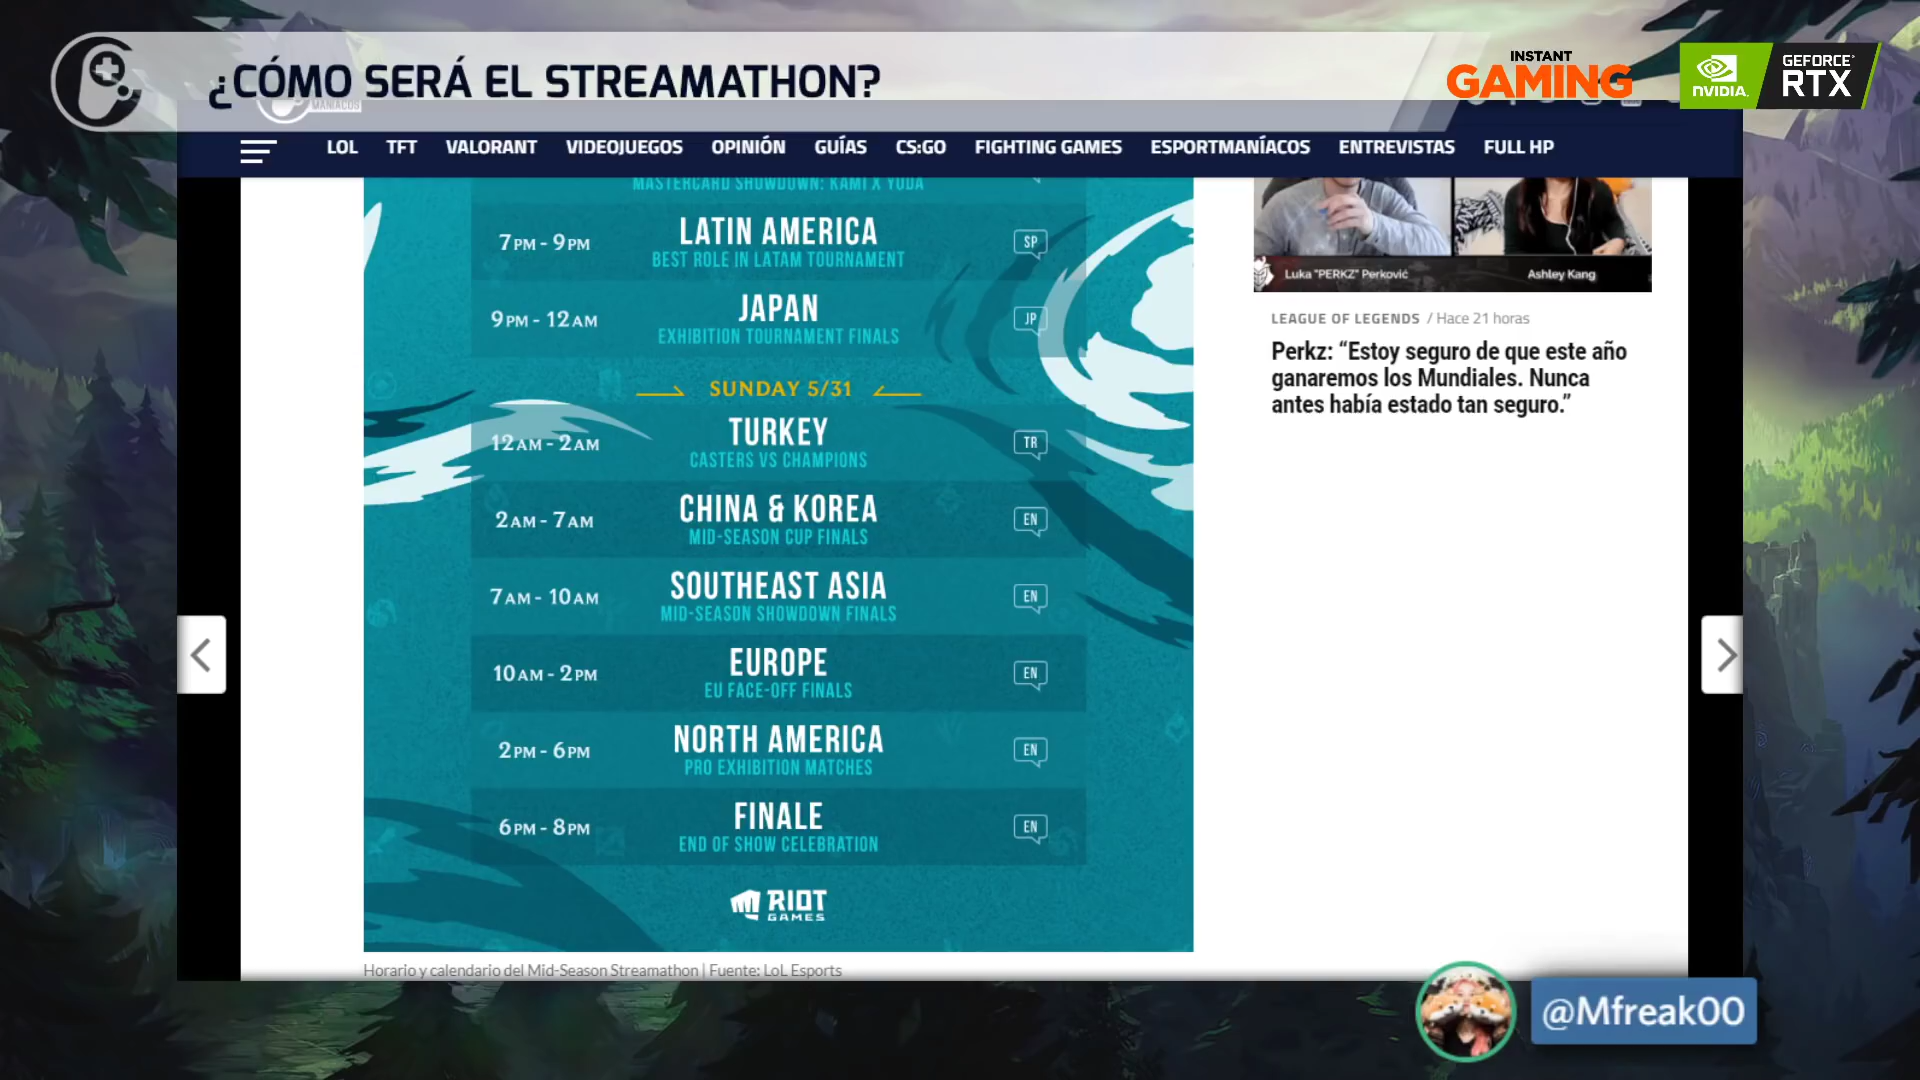 ¿CÓMO SERÁ EL STREAMATHON?
INSTANT
GAMING
NVIDIA.
GEFORCE
RTX
MANIACOS
LOL TFT VALORANT VIDEOJUEGOS OPINIÓN GUÍAS CS:GO FIGHTING GAMES ESPORTMANÍACOS ENTREVISTAS FULL HP
MASTERCARD SHOWDOWN: KAMI X YODA
7PM - 9PM LATIN AMERICA SP
BEST ROLE IN LATAM TOURNAMENT
9PM - 12AM JAPAN JP
EXHIBITION TOURNAMENT FINALS
SUNDAY 5/31
12AM - 2AM TURKEY TR
CASTERS VS CHAMPIONS
2AM - 7AM CHINA & KOREA EN
MID-SEASON CUP FINALS
7AM - 10AM SOUTHEAST ASIA EN
MID-SEASON SHOWDOWN FINALS
10AM - 2PM EUROPE EN
EU FACE-OFF FINALS
2PM - 6PM NORTH AMERICA EN
PRO EXHIBITION MATCHES
6PM - 8PM FINALE EN
END OF SHOW CELEBRATION
RIOT
GAMES
Horario y calendario del Mid-Season Streamathon | Fuente: LoL Esports
Luka "PERKZ" Perković Ashley Kang
LEAGUE OF LEGENDS / Hace 21 horas
Perkz: “Estoy seguro de que este año
ganaremos los Mundiales. Nunca
antes había estado tan seguro.”
@Mfreak00